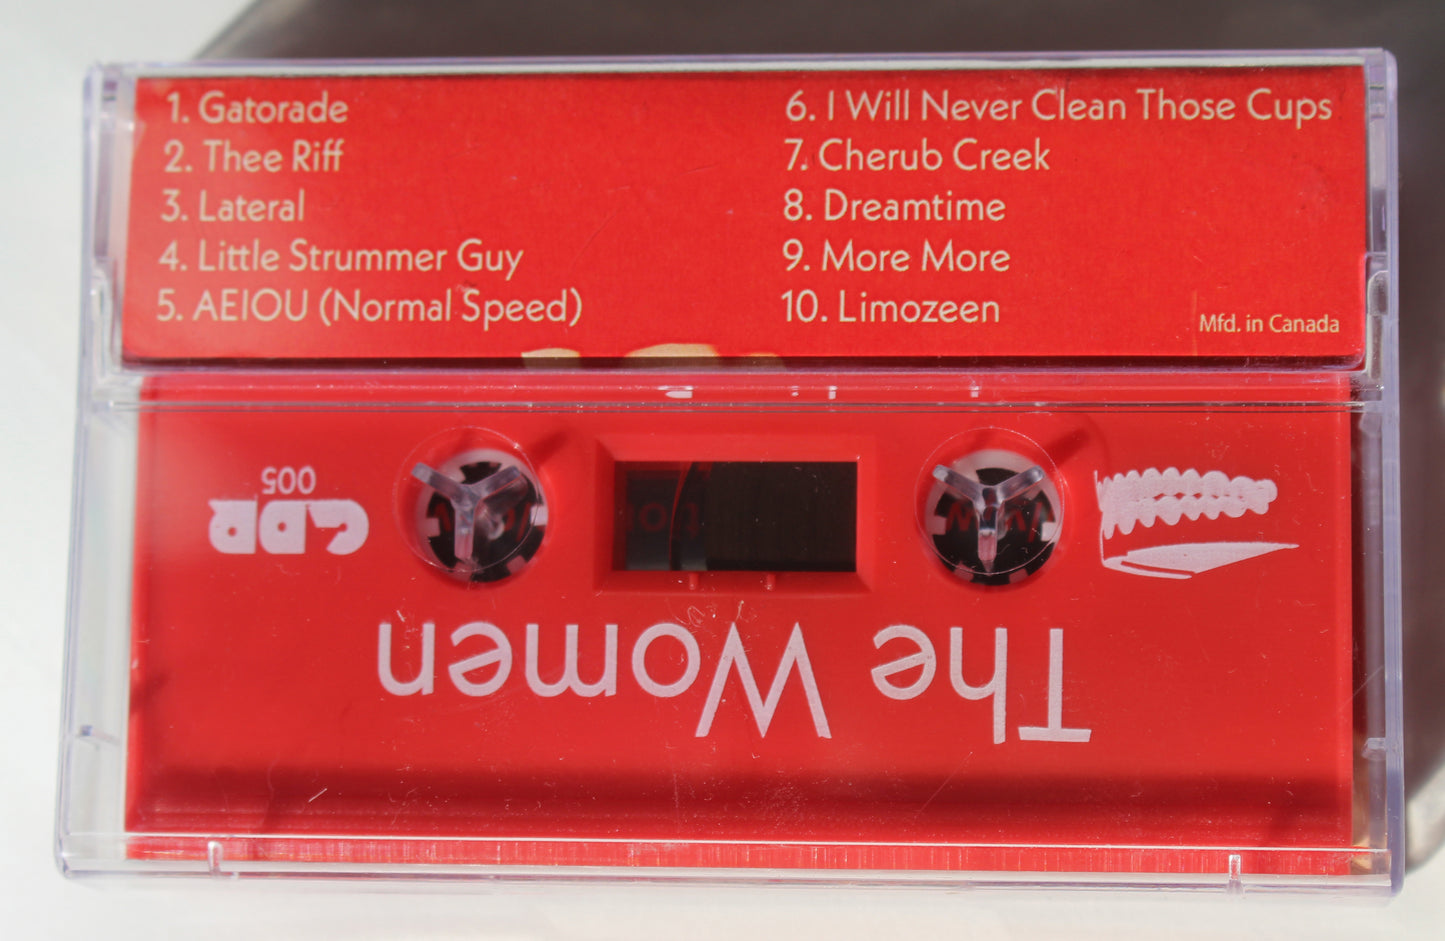 1. Gatorade
2. Thee Riff
3. Lateral
4. Little Strummer Guy
5. AEIOU (Normal Speed)
6. I Will Never Clean Those Cups
7. Cherub Creek
8. Dreamtime
9. More More
10. Limozeen
Mfd. in Canada
The Women
005